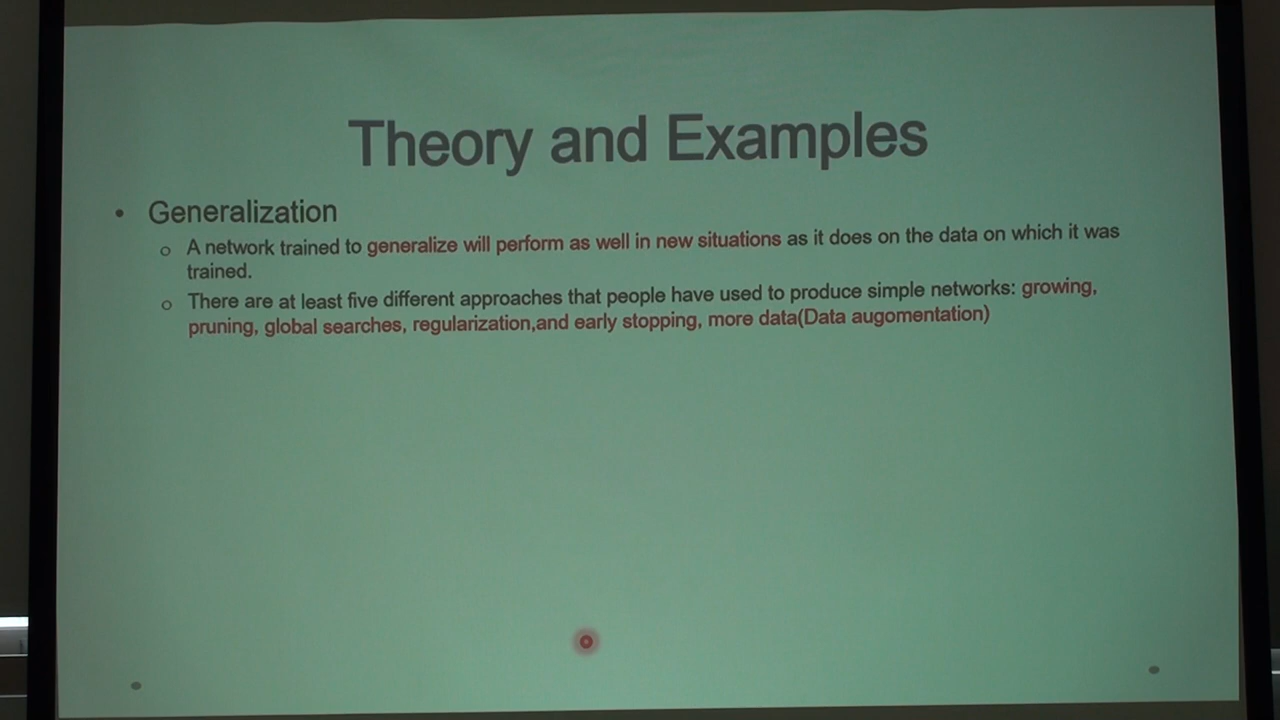 Theory and Examples
• Generalization
o A network trained to generalize will perform as well in new situations as it does on the data on which it was
trained.
o There are at least five different approaches that people have used to produce simple networks: growing,
pruning, global searches, regularization,and early stopping, more data(Data augomentation)